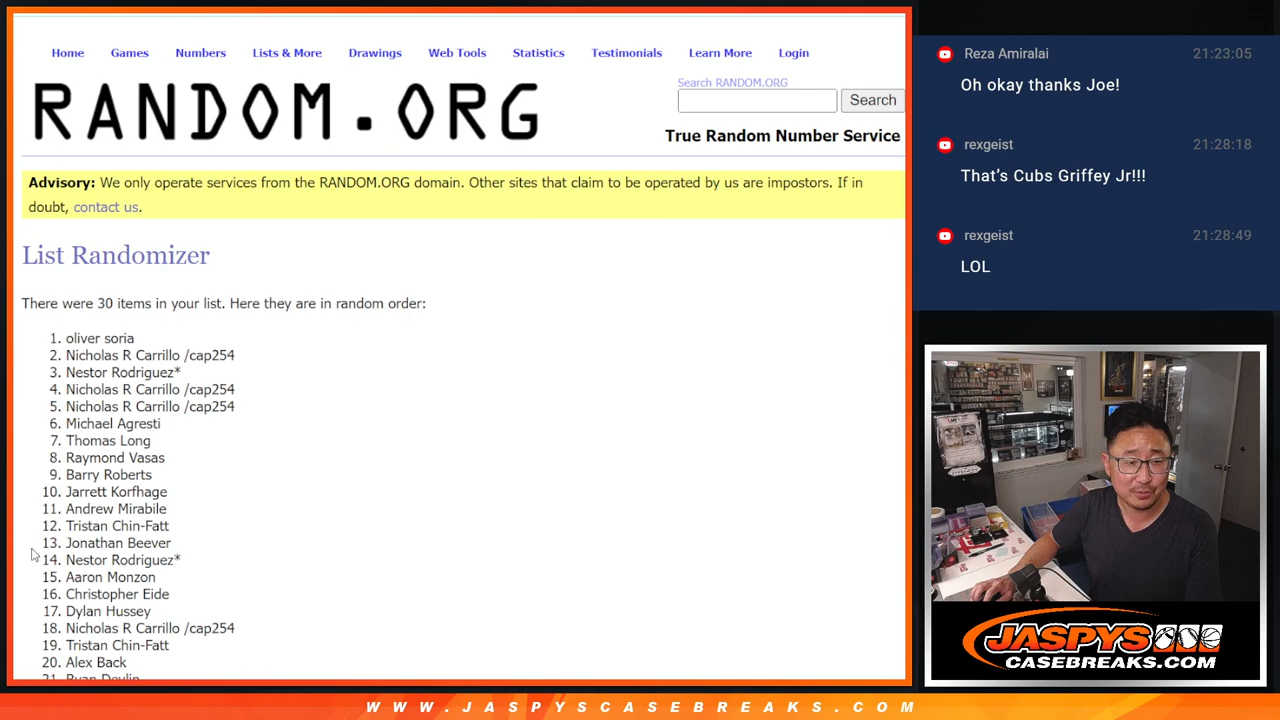 Home Games Numbers Lists & More Drawings Web Tools Statistics Testimonials Learn More Login
RANDOM.ORG
Search RANDOM.ORG
Search
True Random Number Service
Advisory: We only operate services from the RANDOM.ORG domain. Other sites that claim to be operated by us are impostors. If in
doubt, contact us.
List Randomizer
There were 30 items in your list. Here they are in random order:
1. oliver soria
2. Nicholas R Carrillo /cap254
3. Nestor Rodriguez*
4. Nicholas R Carrillo /cap254
5. Nicholas R Carrillo /cap254
6. Michael Agresti
7. Thomas Long
8. Raymond Vasas
9. Barry Roberts
10. Jarrett Korfhage
11. Andrew Mirabile
12. Tristan Chin-Fatt
13. Jonathan Beever
14. Nestor Rodriguez*
15. Aaron Monzon
16. Christopher Eide
17. Dylan Hussey
18. Nicholas R Carrillo /cap254
19. Tristan Chin-Fatt
20. Alex Back
21. Ryan Devlin
Reza Amiralai 21:23:05
Oh okay thanks Joe!
rexgeist 21:28:18
That’s Cubs Griffey Jr!!!
rexgeist 21:28:49
LOL
JASPYS
CASEBREAKS.COM
WWW.JASPYSCASEBREAKS.COM